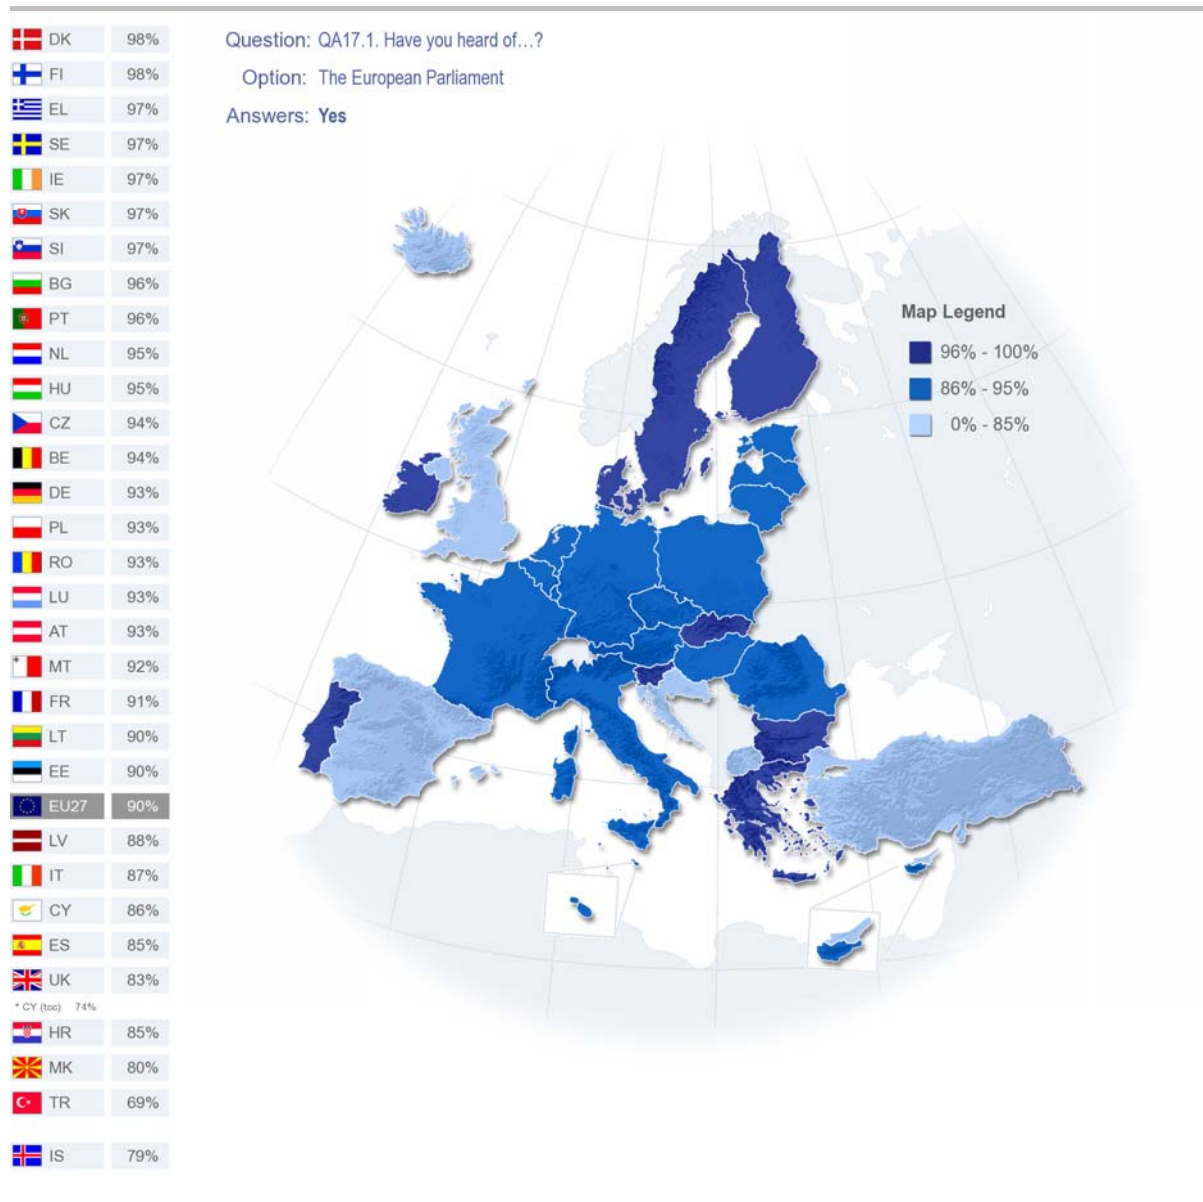 Question: QA17.1. Have you heard of…?
Option: The European Parliament
Answers: Yes
DK 98%
FI 98%
EL 97%
SE 97%
IE 97%
SK 97%
SI 97%
BG 96%
PT 96%
NL 95%
HU 95%
CZ 94%
BE 94%
DE 93%
PL 93%
RO 93%
LU 93%
AT 93%
MT 92%
FR 91%
LT 90%
EE 90%
EU27 90%
LV 88%
IT 87%
CY 86%
ES 85%
UK 83%
* CY (tcc) 74%
HR 85%
MK 80%
TR 69%
IS 79%
Map Legend
96% - 100%
86% - 95%
0% - 85%